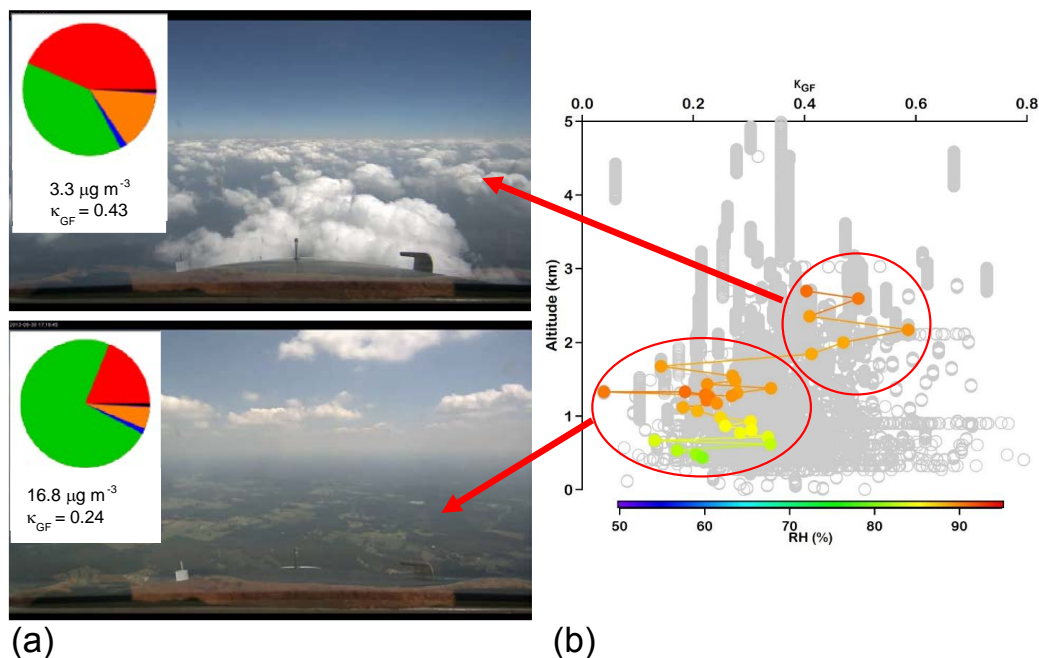 3.3 µg m-3
κGF = 0.43
2013-09-30 17:16:45
16.8 µg m-3
κGF = 0.24
(a)
κGF
0.0 0.2 0.4 0.6 0.8
5
4
3
2
1
0
Altitude (km)
50 60 70 80 90
RH (%)
(b)